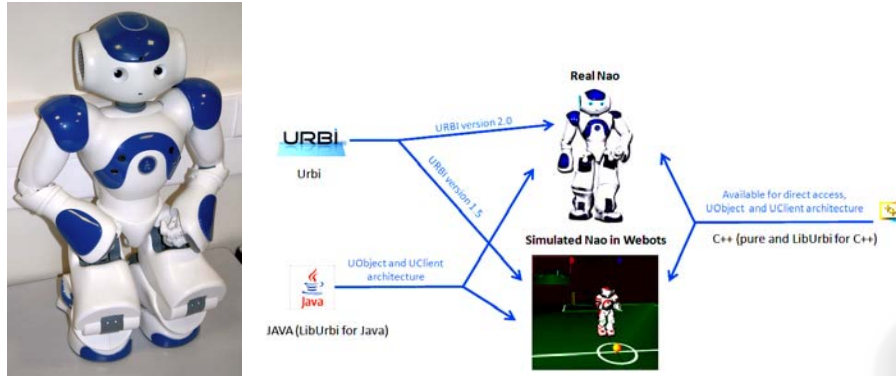 Real Nao
URBI version 2.0
URBI
Urbi
URBI version 1.5
Available for direct access,
UObject and UClient architecture
C++ (pure and LibUrbi for C++)
Simulated Nao in Webots
UObject and UClient
architecture
Java
JAVA (LibUrbi for Java)